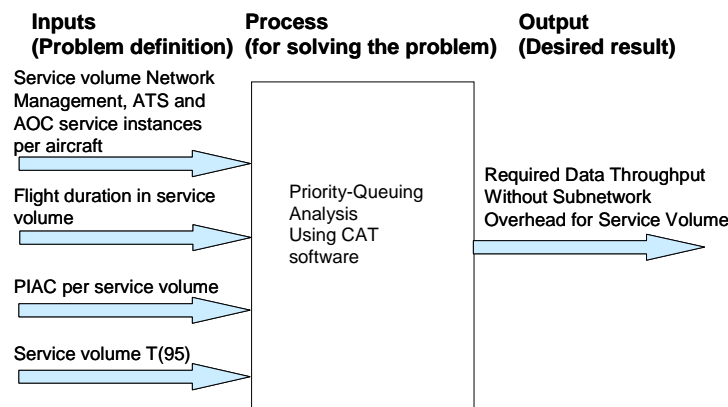 Inputs
(Problem definition)
Process
(for solving the problem)
Output
(Desired result)
Service volume Network
Management, ATS and
AOC service instances
per aircraft
Flight duration in service
volume
PIAC per service volume
Service volume T(95)
Priority-Queuing
Analysis
Using CAT
software
Required Data Throughput
Without Subnetwork
Overhead for Service Volume